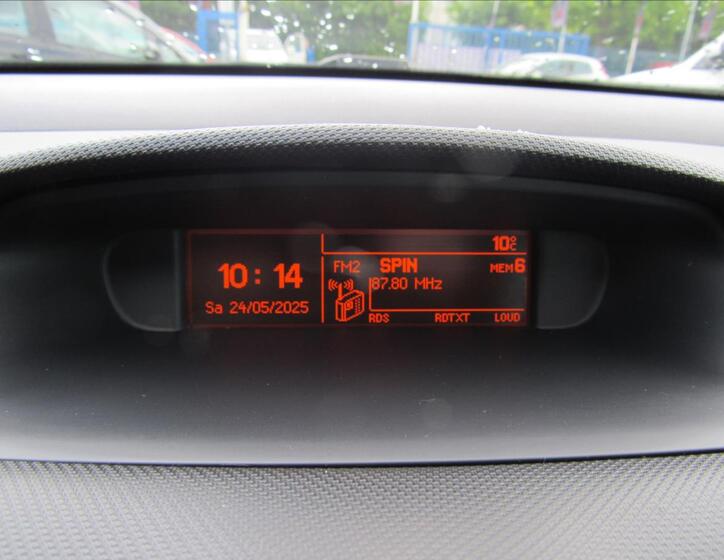 10:14
Sa 24/05/2025
10°C
FM2 SPIN MEM6
87.80 MHz
RDS RDTXT LOUD